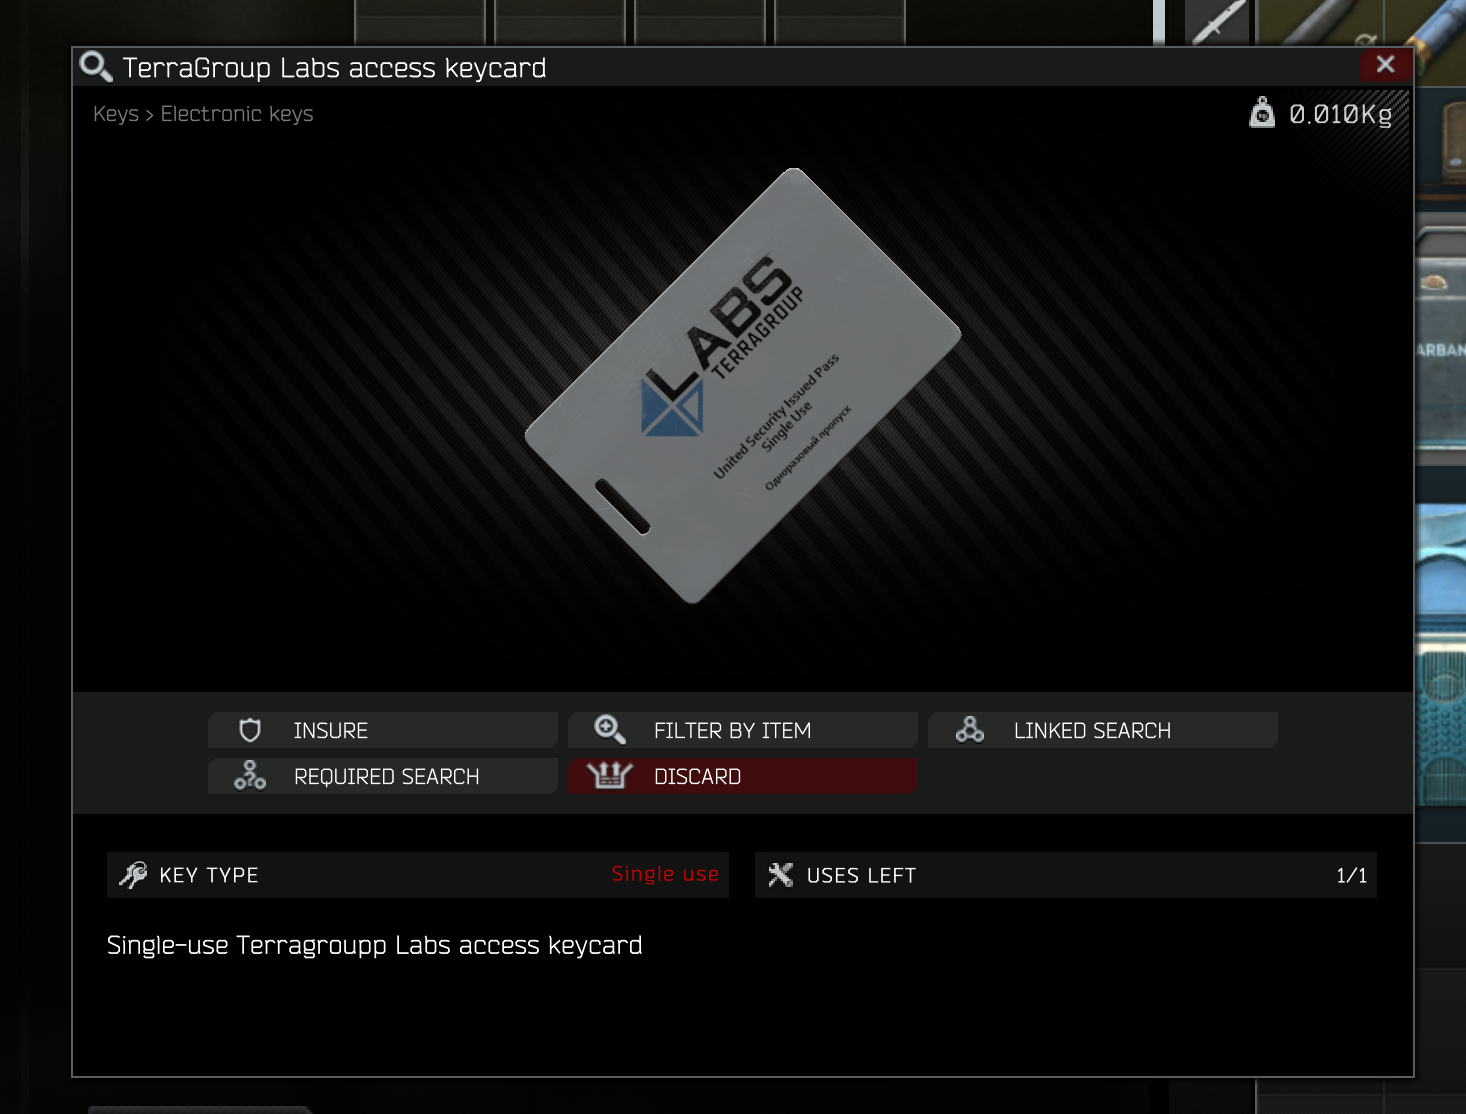 TerraGroup Labs access keycard
Keys > Electronic keys
0.010Kg
LABS
TERRAGROUP
United Security Issued Pass
Single Use
Одноразовый пропуск
ARBAN
INSURE
FILTER BY ITEM
LINKED SEARCH
REQUIRED SEARCH
DISCARD
KEY TYPE
Single use
USES LEFT
1/1
Single-use Terragroupp Labs access keycard